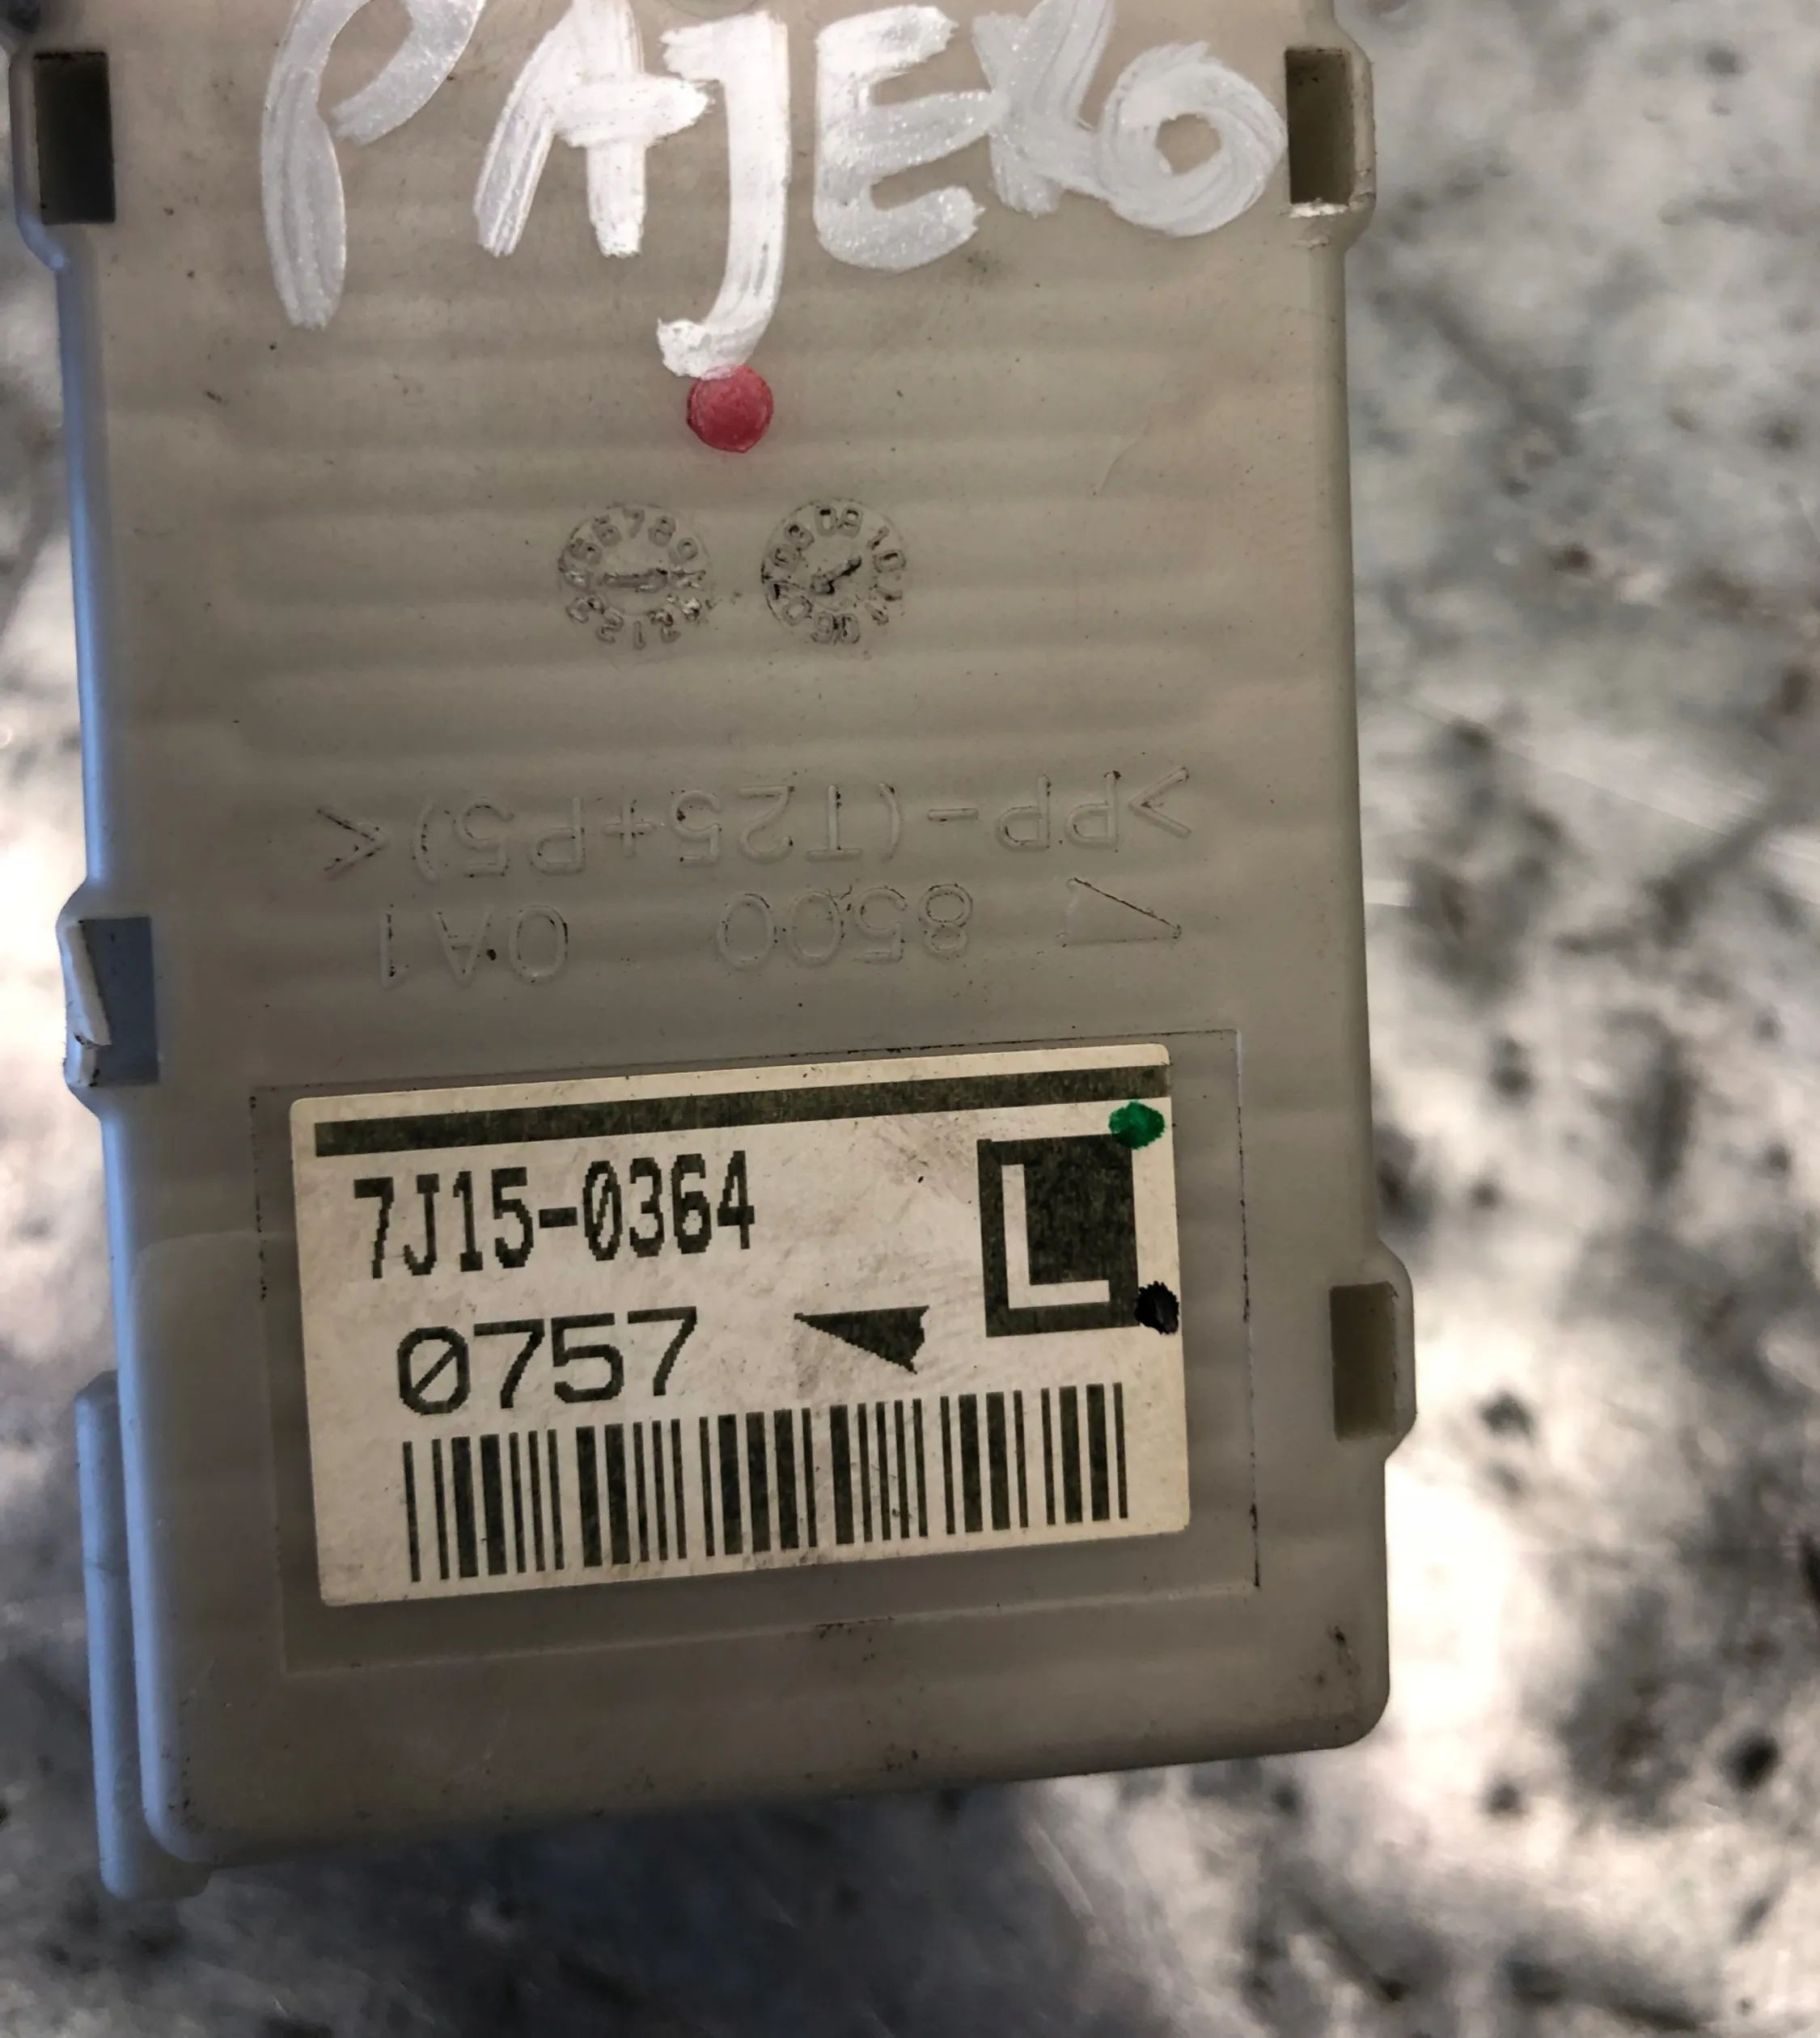 PAJERO
>PP-(T25+P5)<
8500 0A1
7J15-0364
L
0757